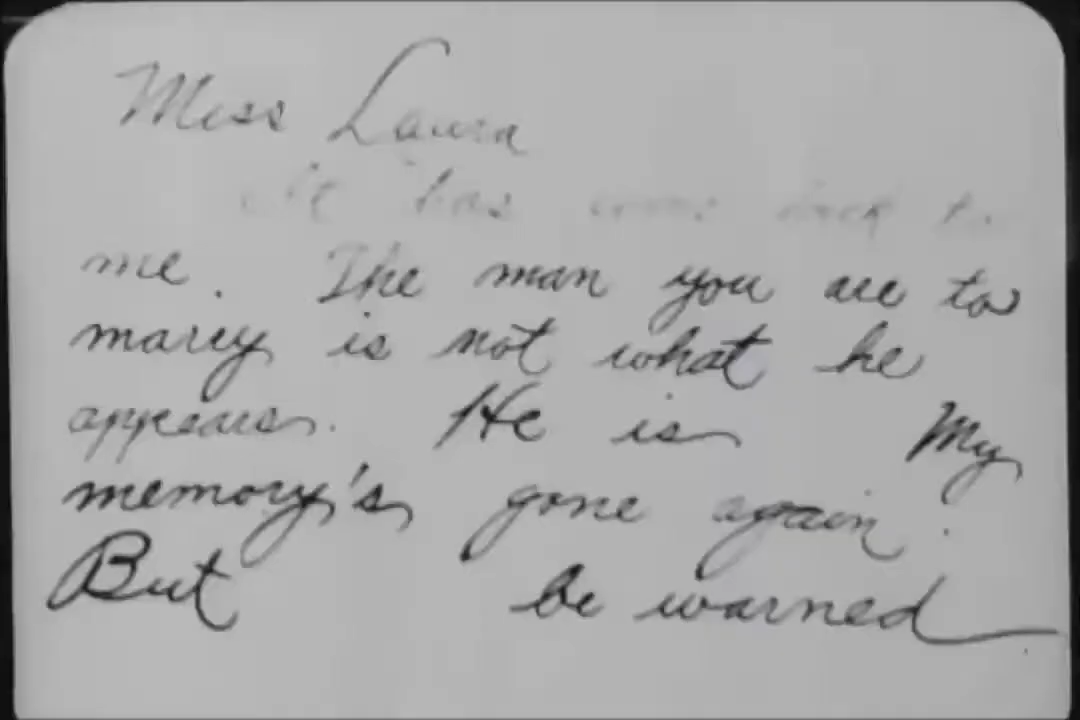 Miss Laura
It has come back to
me. The man you are to
marry is not what he
appears. He is My
memory's gone again.
But be warned